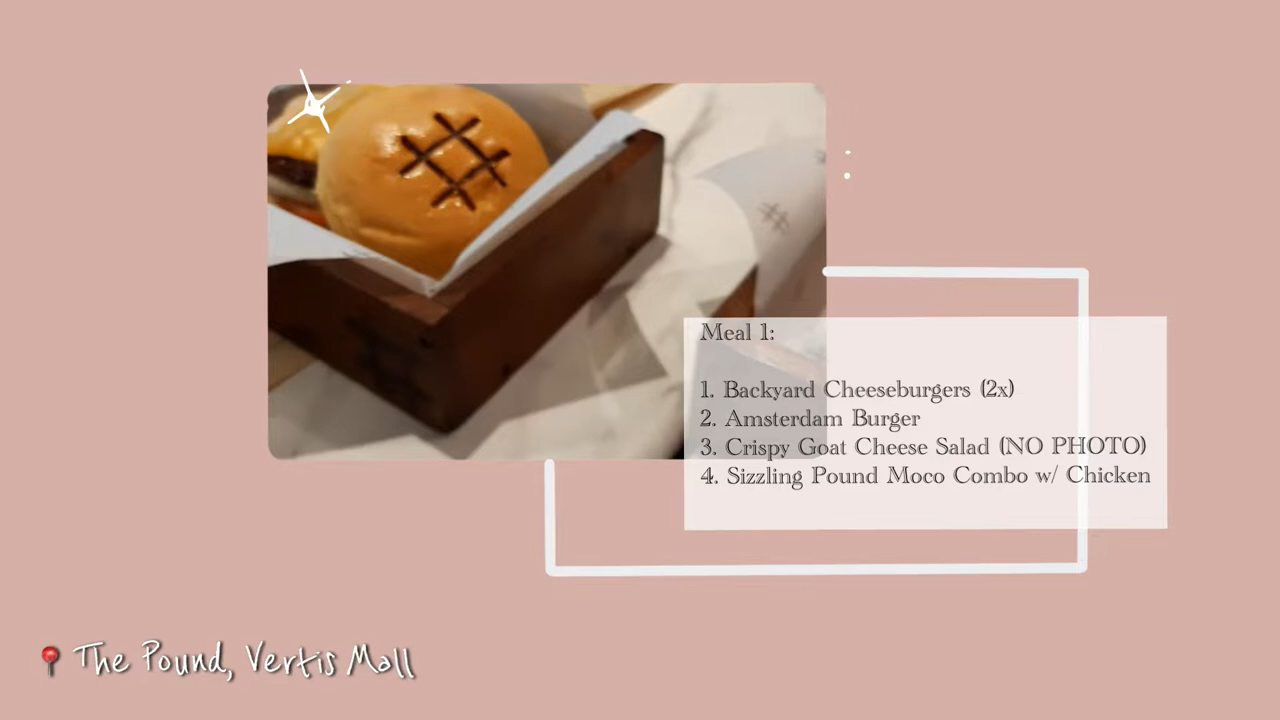 Meal 1:
1. Backyard Cheeseburgers (2x)
2. Amsterdam Burger
3. Crispy Goat Cheese Salad (NO PHOTO)
4. Sizzling Pound Moco Combo w/ Chicken
The Pound, Vertis Mall